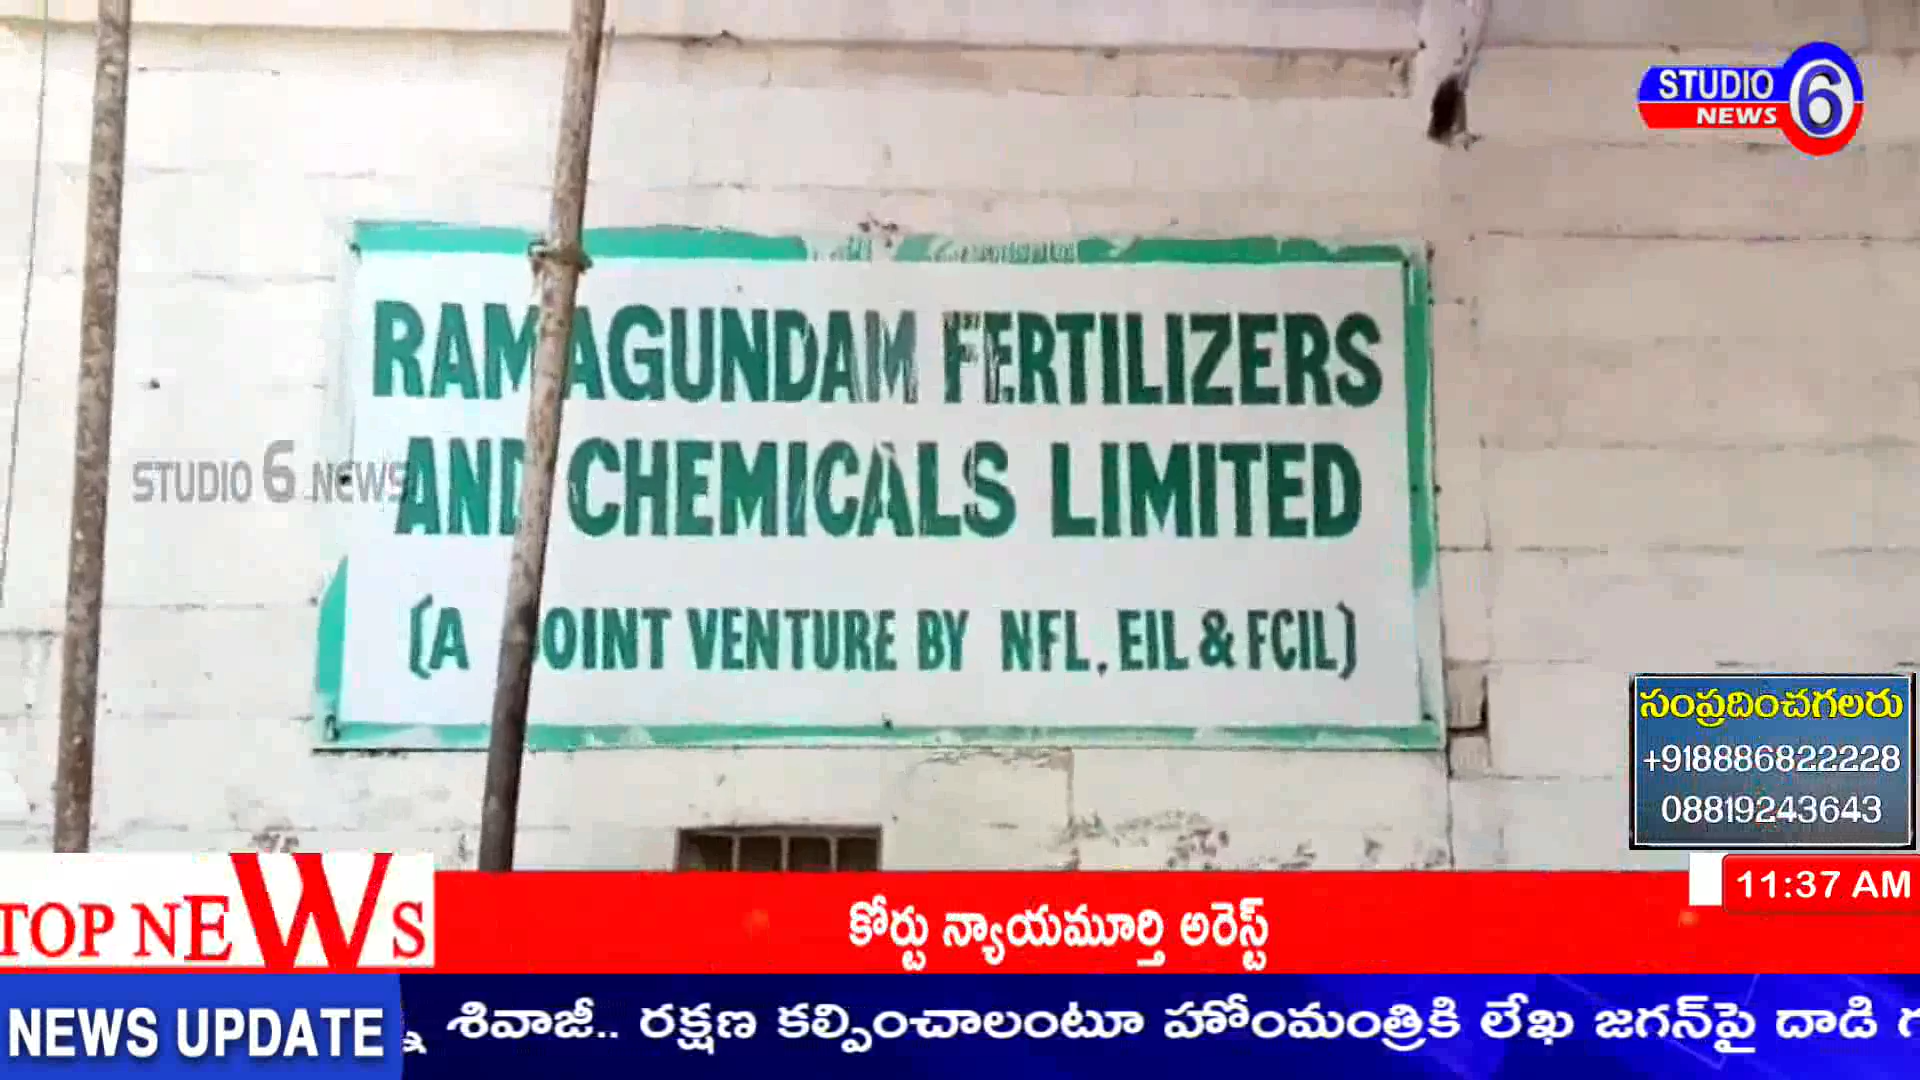 STUDIO 6
NEWS
RAMAGUNDAM FERTILIZERS
AND CHEMICALS LIMITED
(A JOINT VENTURE BY NFL, EIL & FCIL)
STUDIO 6 NEWS
సంప్రదించగలరు
+918886822228
08819243643
11:37 AM
TOP NEWS
కోర్టు న్యాయమూర్తి అరెస్ట్
NEWS UPDATE
శివాజీ.. రక్షణ కల్పించాలంటూ హోంమంత్రికి లేఖ జగన్‌పై దాడి